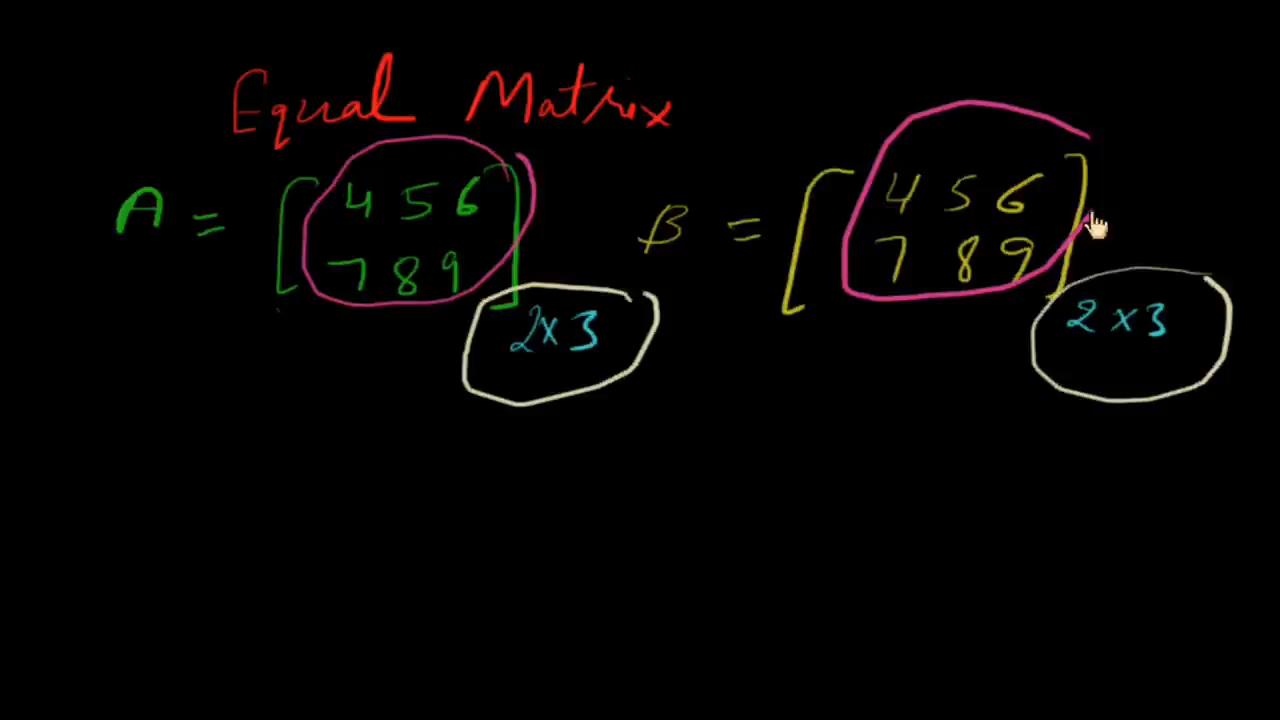 Equal Matrix
A = [ 4 5 6
7 8 9 ] 2x3
B = [ 4 5 6
7 8 9 ] 2x3